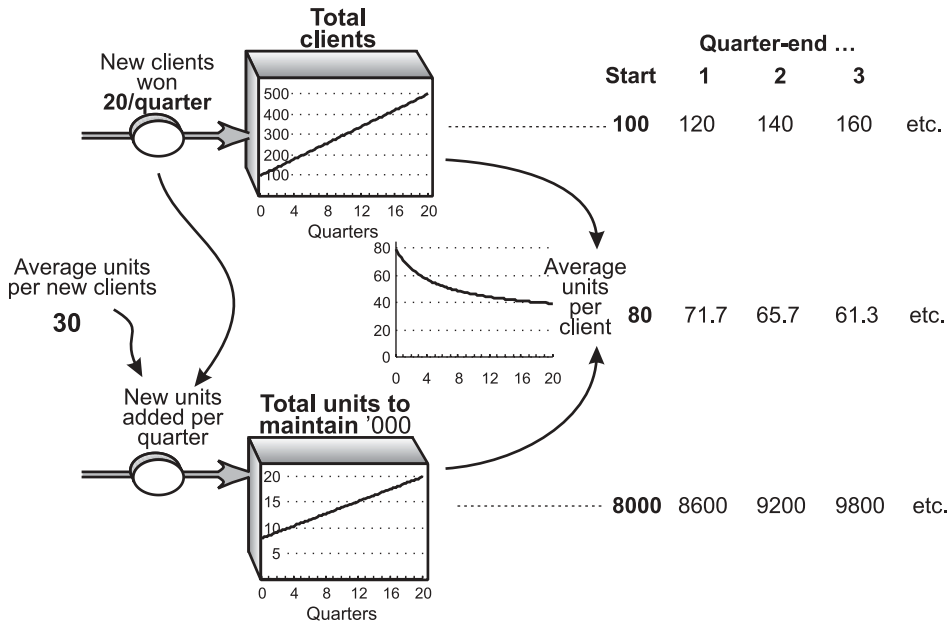 Total
clients
New clients
won
20/quarter
500
400
300
200
100
0 4 8 12 16 20
Quarters
Quarter-end ...
Start 1 2 3
100 120 140 160 etc.
Average units
per new clients
30
80
60
40
20
0
0 4 8 12 16 20
Average
units
per
client
80 71.7 65.7 61.3 etc.
New units
added per
quarter
Total units to
maintain '000
20
15
10
5
0 4 8 12 16 20
Quarters
8000 8600 9200 9800 etc.